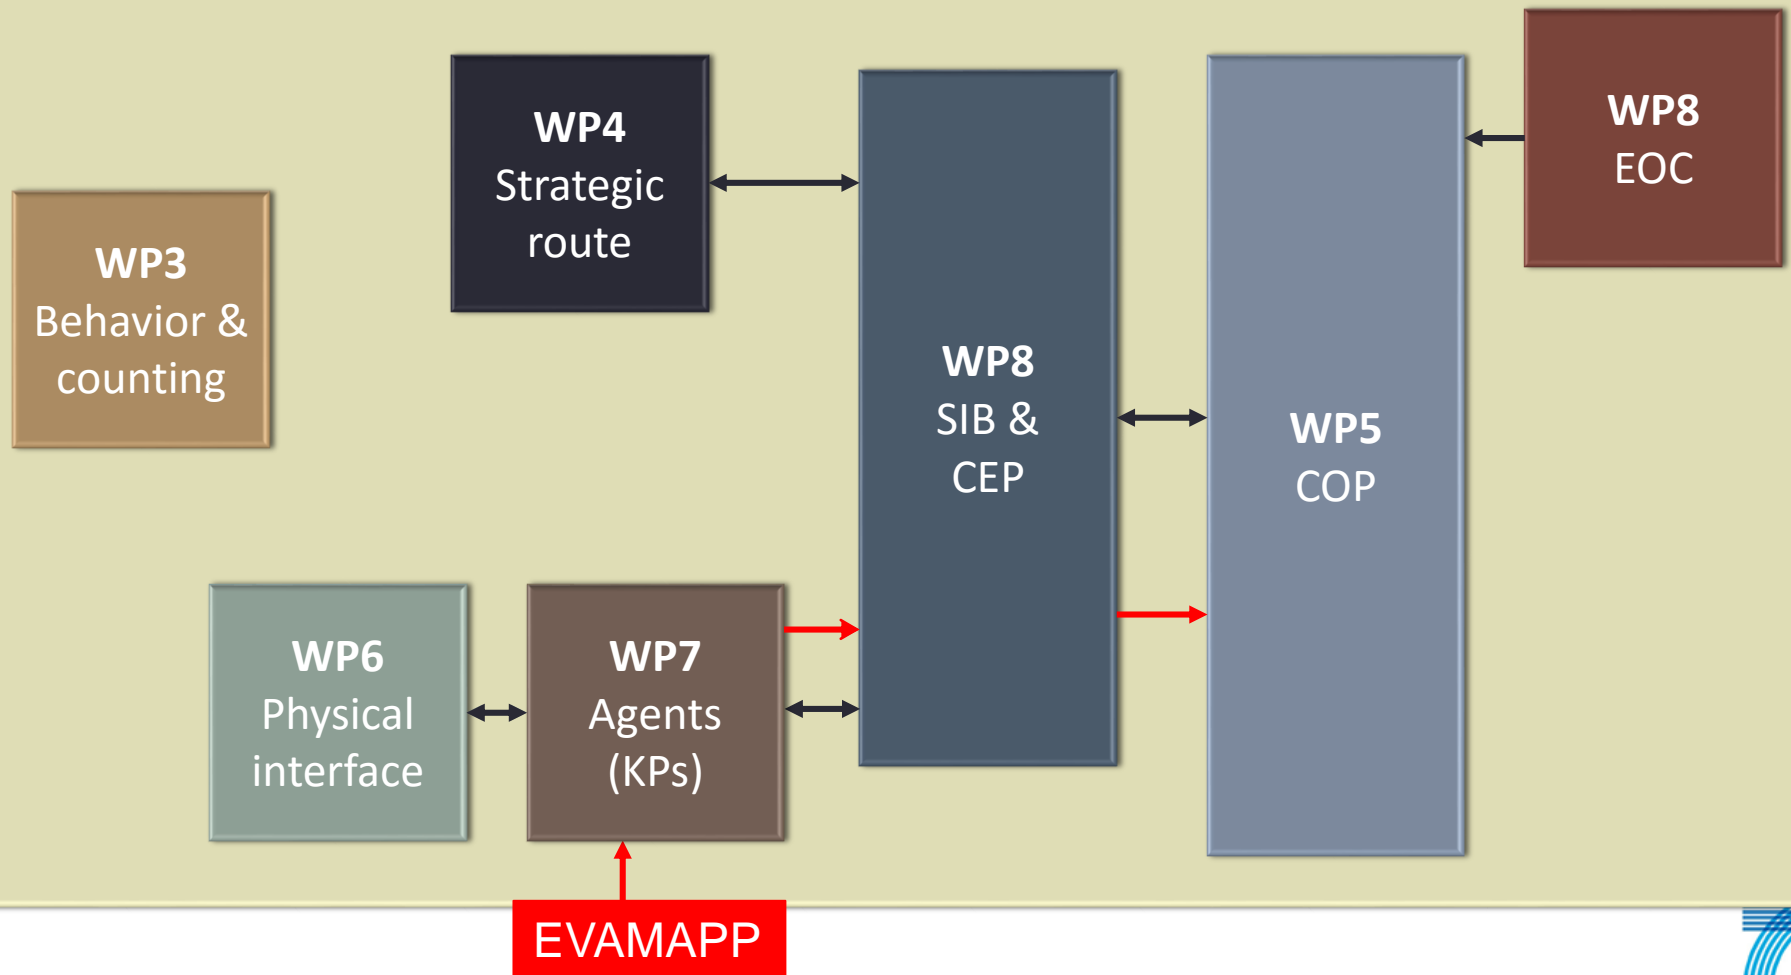 WP4
Strategic
route
WP8
EOC
WP3
Behavior &
counting
WP8
SIB &
CEP
WP5
COP
WP6
Physical
interface
WP7
Agents
(KPs)
EVAMAPP